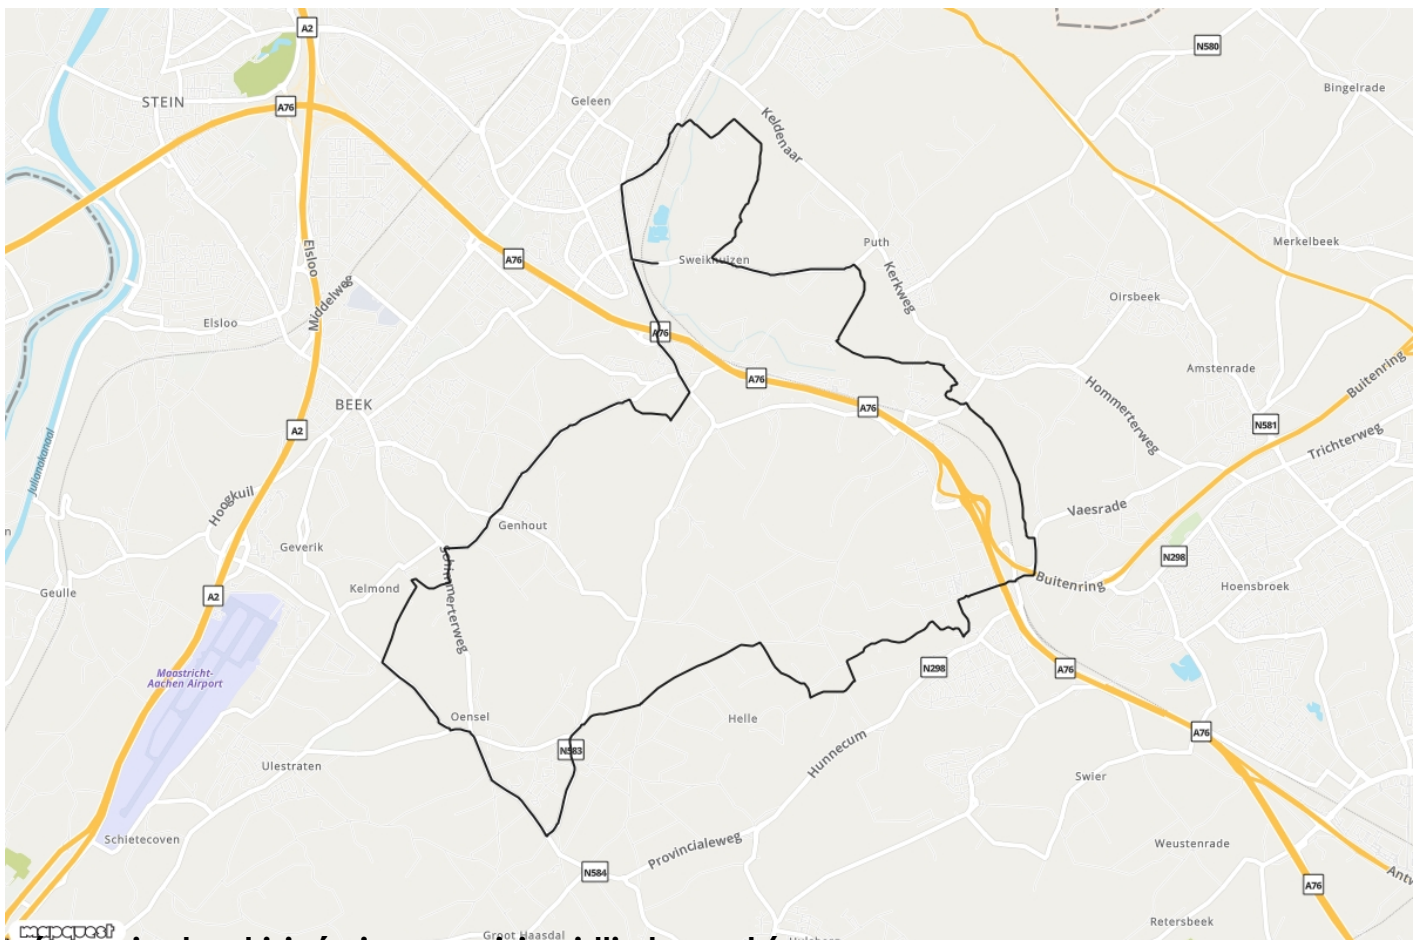 A2
N580
STEIN
A76
Geleen
Bingelrade
Keldenaar
Puth
Merkelbeek
A76
Sweikhuizen
Elsloo
Kerkweg
Middelweg
Oirsbeek
Elsloo
A76
Amstenrade
A76
Buitenring
BEEK
A76
Hommerterweg
A2
N581
Trichterweg
Julianakanaal
Hoogkuil
Vaesrade
n
Genhout
Geverik
N298
Schimmerterweg
Buitenring
Hoensbroek
Geulle
A2
Kelmond
Maastricht-
Aachen Airport
N298
A76
Oensel
Helle
A76
N583
Hunnecum
Ulestraten
Swier
Schietecoven
Provincialeweg
Weustenrade
N584
Antw
A76
Retersbeek
mapquest
Groot Haasdal
Hulsberg